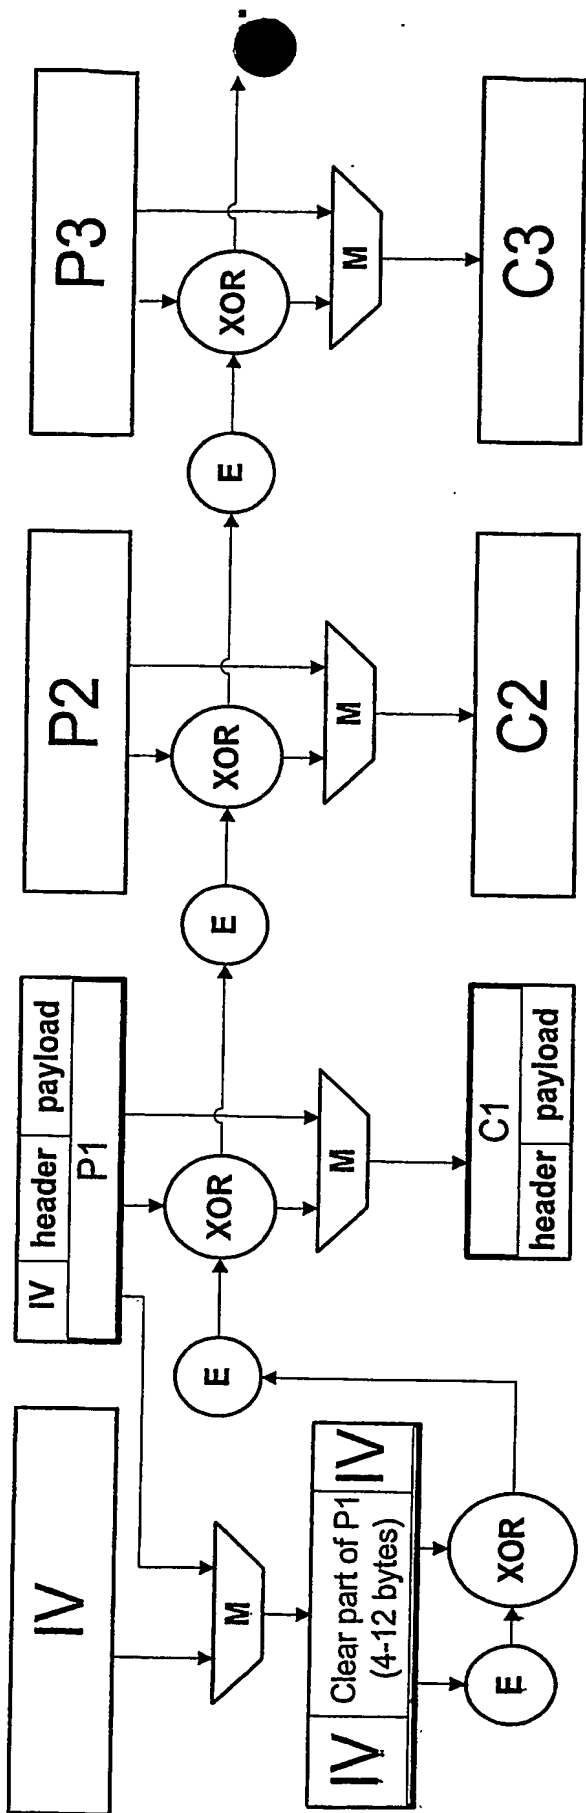 IV
IV header payload
P1
P2
P3
M
E
XOR
E
XOR
E
XOR
M
M
M
IV Clear part of P1 IV
(4-12 bytes)
E
XOR
C1
header payload
C2
C3